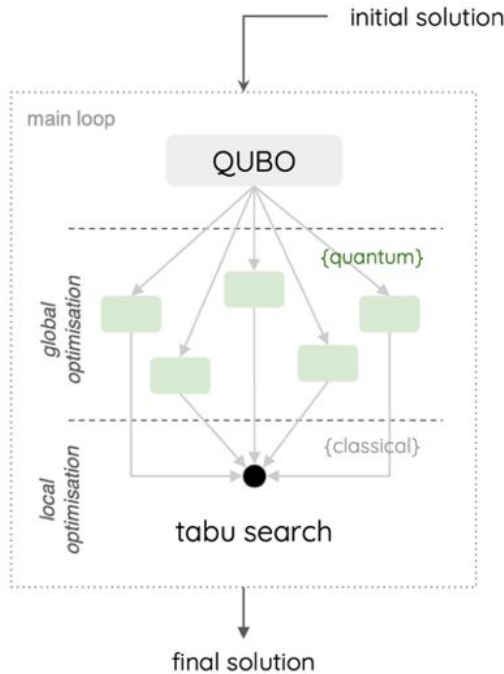 initial solution
main loop
QUBO
{quantum}
global
optimisation
{classical}
local
optimisation
tabu search
final solution